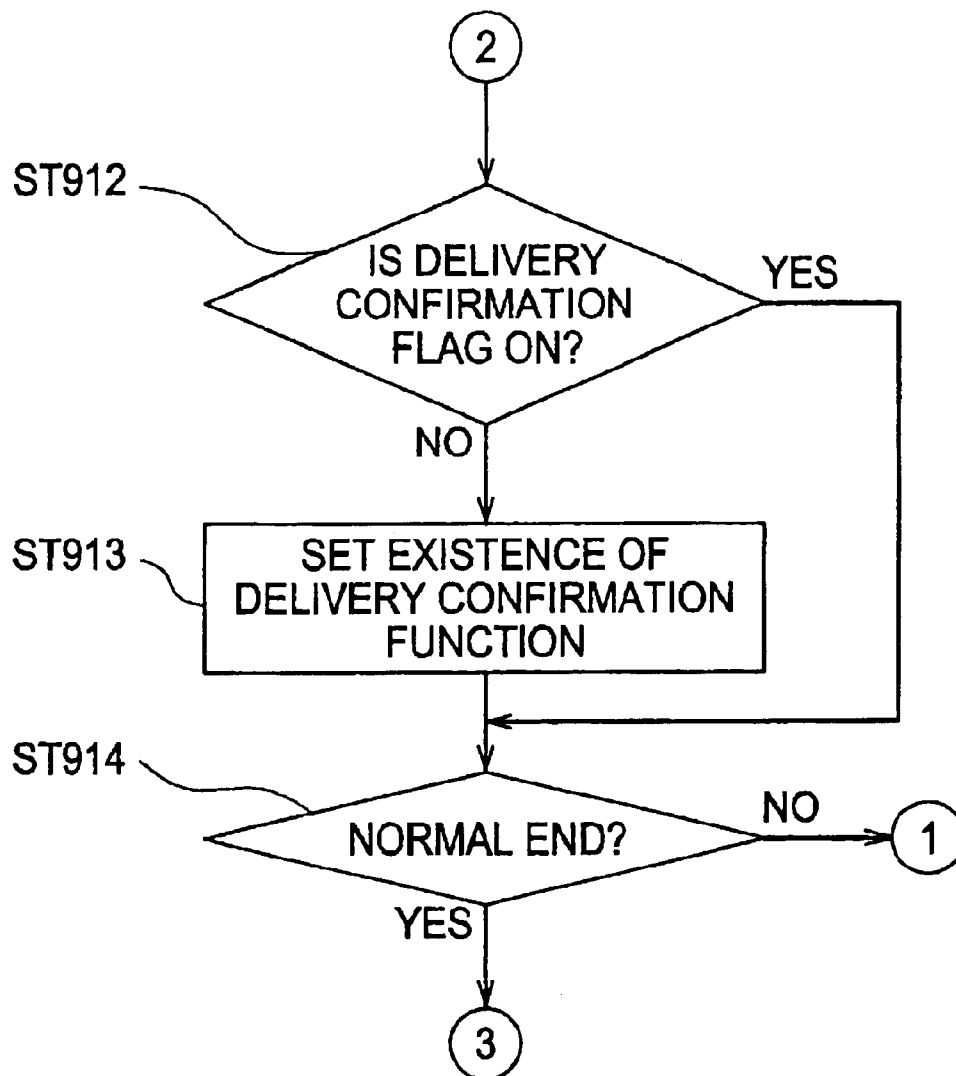 2
ST912
IS DELIVERY
CONFIRMATION
FLAG ON?
YES
NO
ST913
SET EXISTENCE OF
DELIVERY CONFIRMATION
FUNCTION
ST914
NORMAL END?
NO
1
YES
3